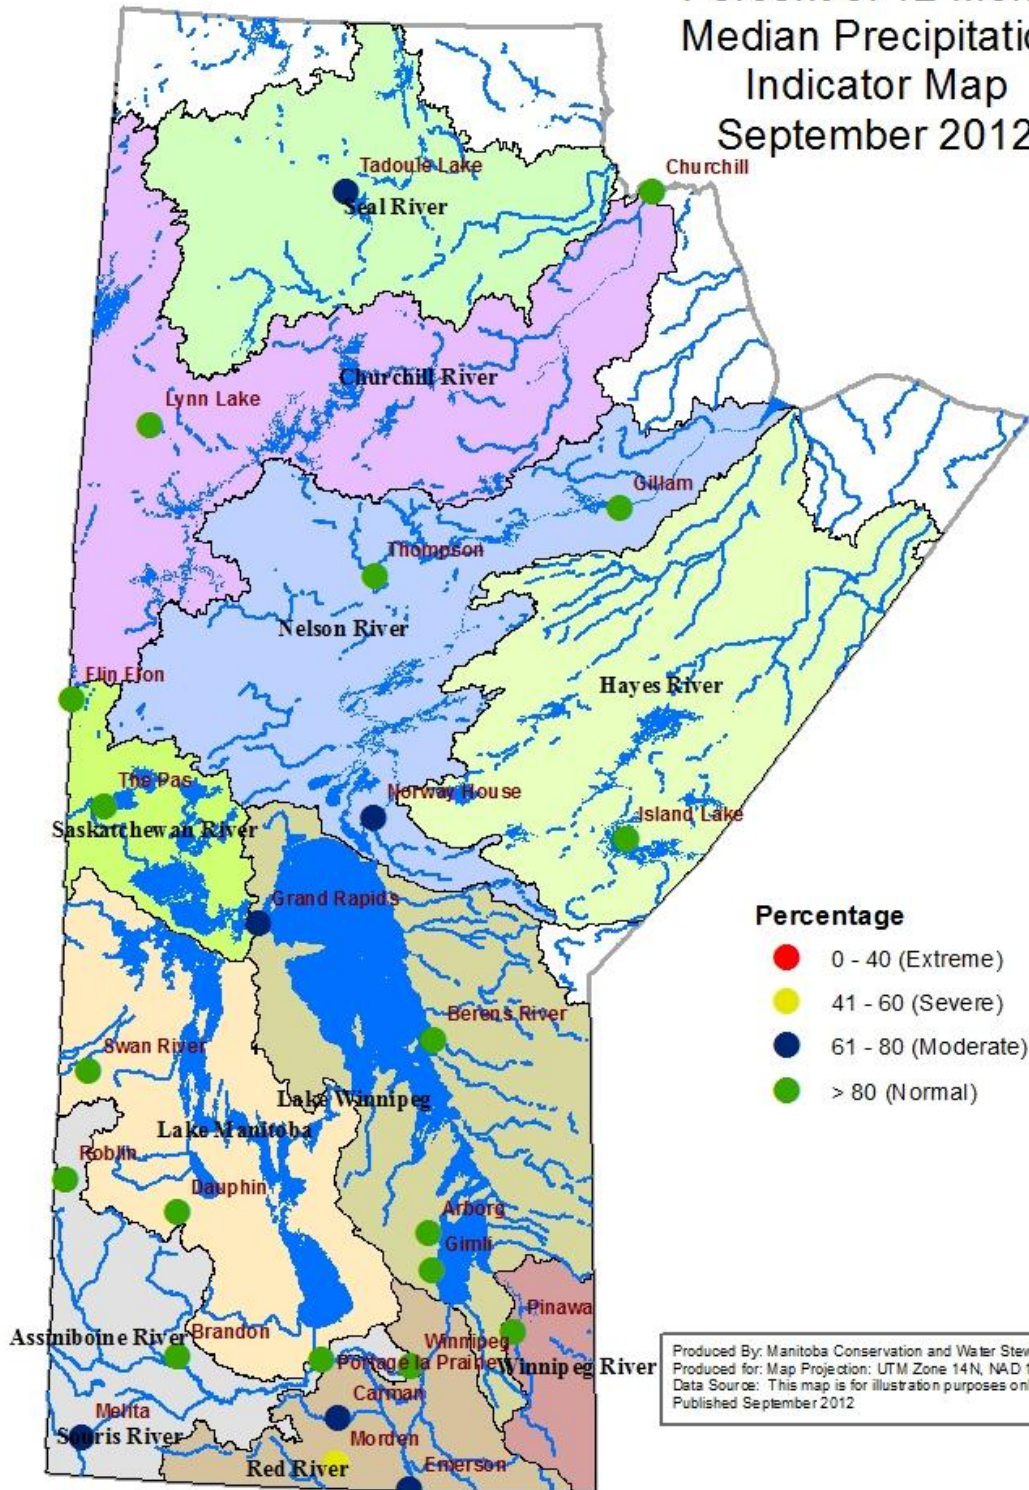 Median Precipitatio
Indicator Map
September 2012
Tadoule Lake
Churchill
Seal River
Churchill River
Lynn Lake
Gillam
Thompson
Nelson River
Flin Flon
Hayes River
The Pas
Norway House
Island Lake
Saskatchewan River
Grand Rapids
Percentage
0 - 40 (Extreme)
41 - 60 (Severe)
61 - 80 (Moderate)
> 80 (Normal)
Berens River
Swan River
Lake Winnipeg
Lake Manitoba
Roblin
Dauphin
Arborg
Gimli
Pinawa
Assiniboine River
Brandon
Winnipeg
Portage la Prairie
Winnipeg River
Carman
Melita
Souris River
Morden
Red River
Emerson
Produced By: Manitoba Conservation and Water Stew
Produced for: Map Projection: UTM Zone 14N, NAD 1
Data Source: This map is for illustration purposes onl
Published September 2012